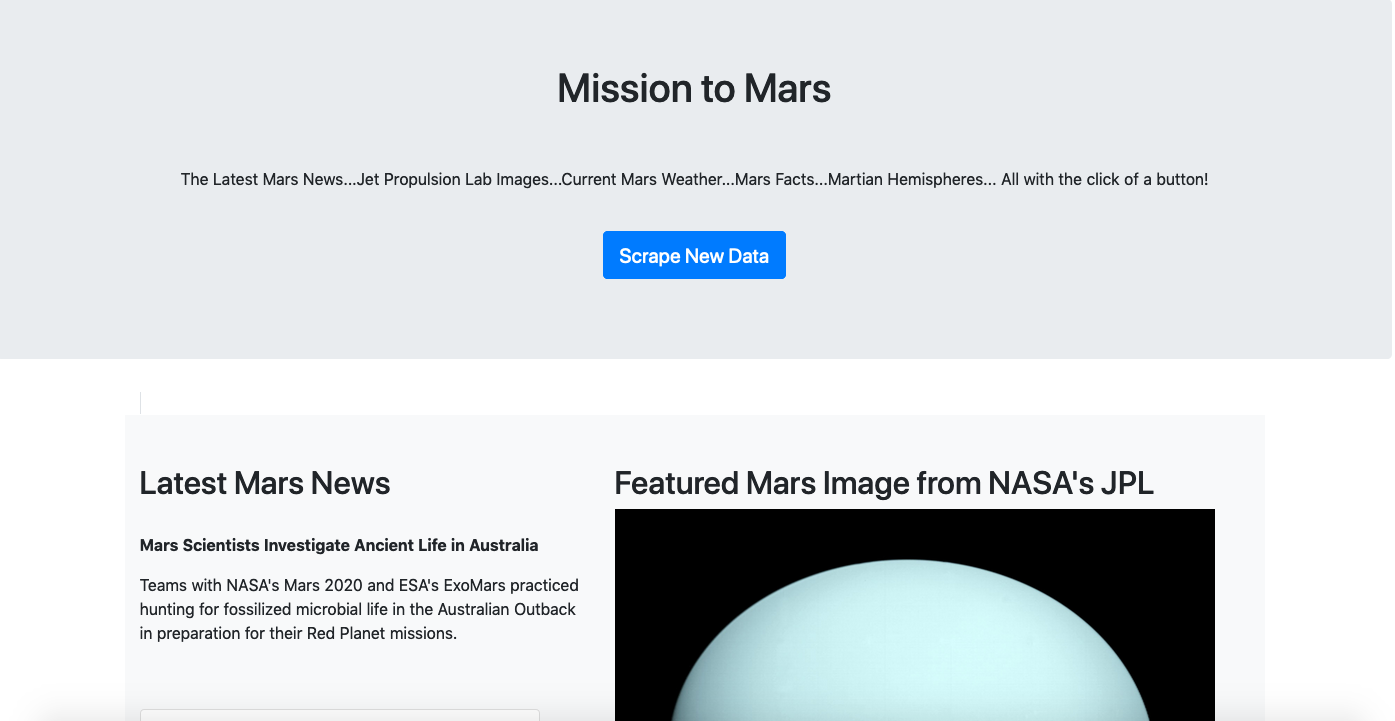 Mission to Mars
The Latest Mars News...Jet Propulsion Lab Images...Current Mars Weather...Mars Facts...Martian Hemispheres... All with the click of a button!
Scrape New Data
Latest Mars News
Mars Scientists Investigate Ancient Life in Australia
Teams with NASA's Mars 2020 and ESA's ExoMars practiced
hunting for fossilized microbial life in the Australian Outback
in preparation for their Red Planet missions.
Featured Mars Image from NASA's JPL